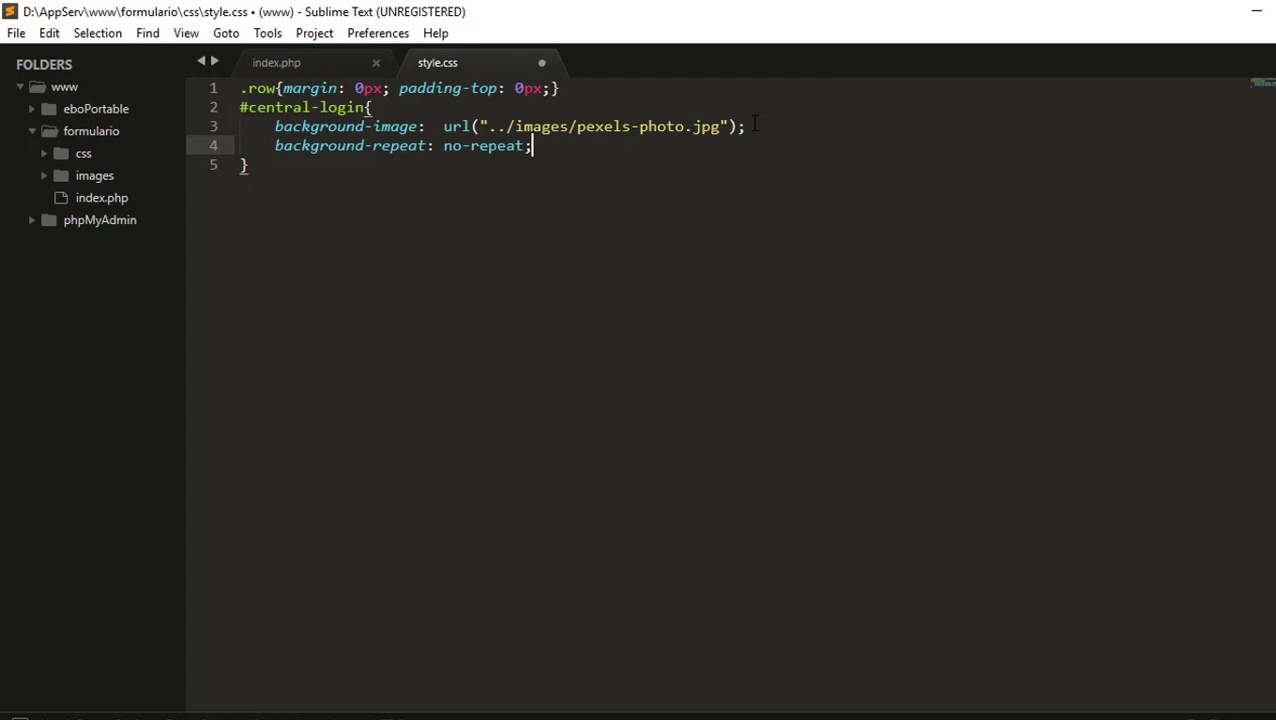 D:\AppServ\www\formulario\css\style.css • (www) - Sublime Text (UNREGISTERED)
File Edit Selection Find View Goto Tools Project Preferences Help
FOLDERS
www
eboPortable
formulario
css
images
index.php
phpMyAdmin
index.php
style.css
1 .row{margin: 0px; padding-top: 0px;}
2 #central-login{
3 background-image:  url("../images/pexels-photo.jpg");
4 background-repeat: no-repeat;
5 }